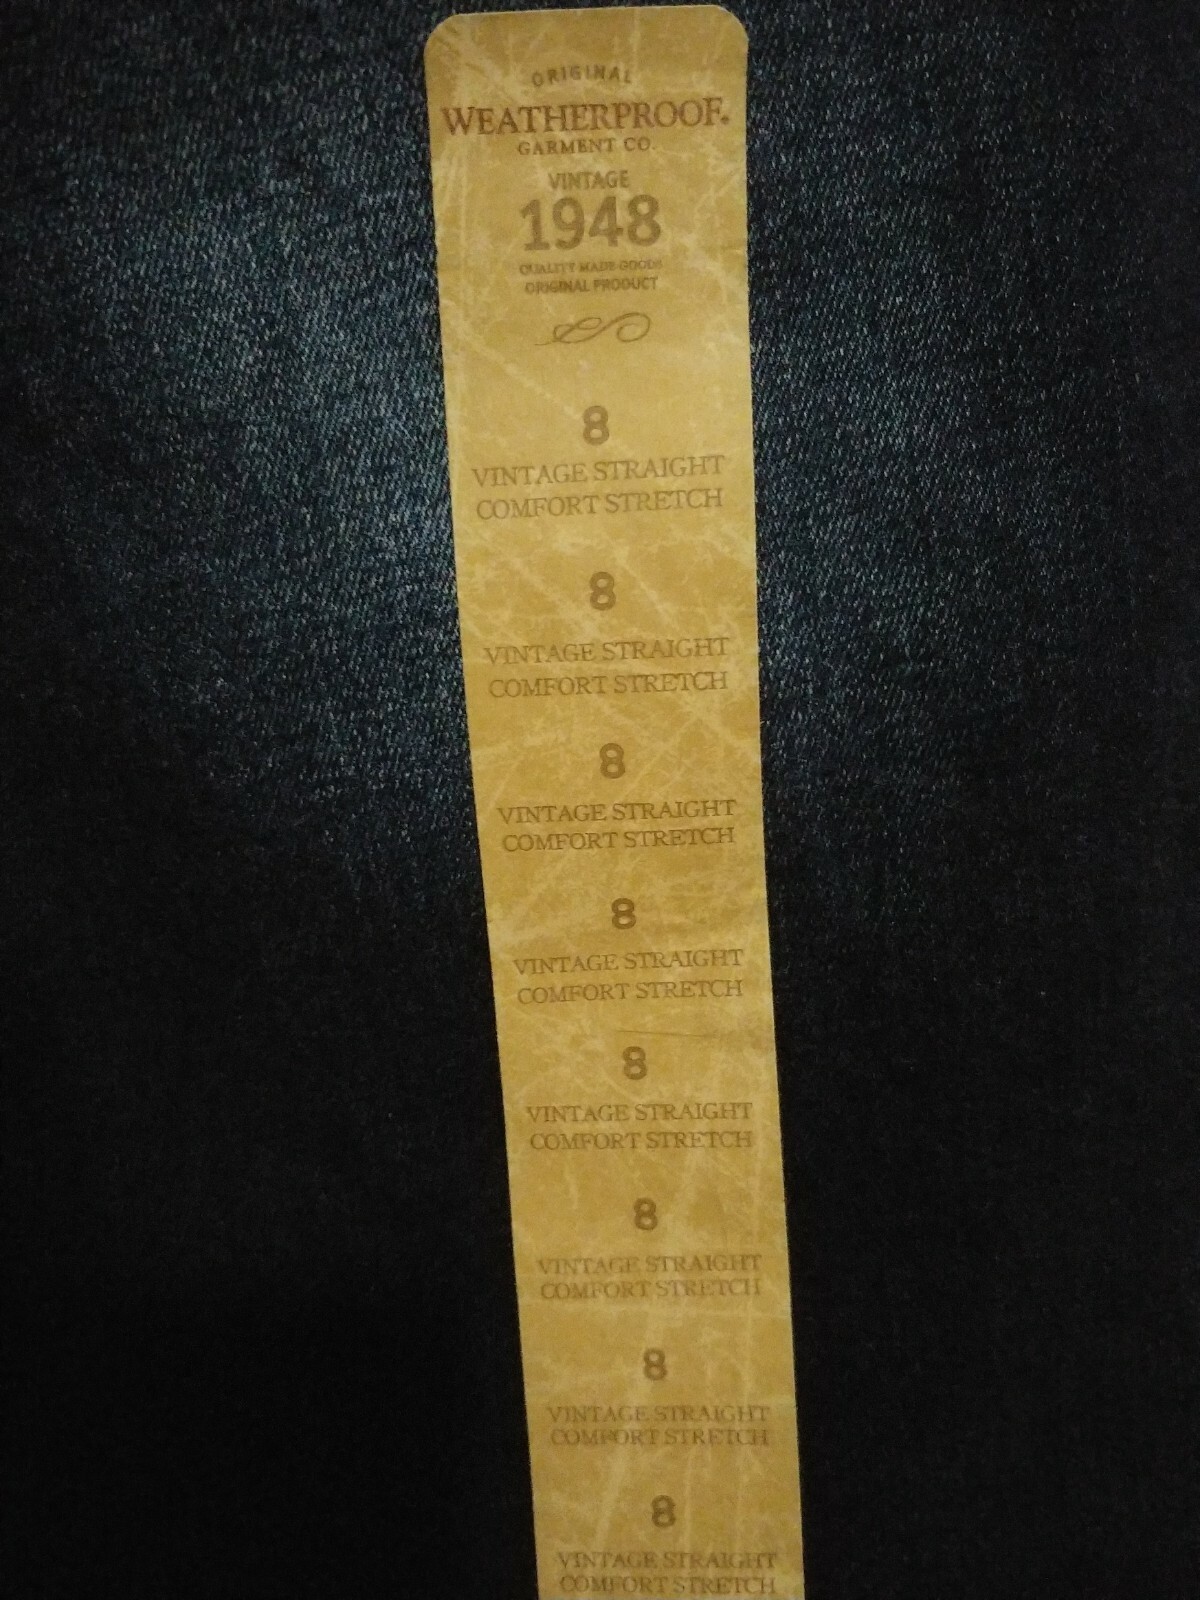 ORIGINAL
WEATHERPROOF®
GARMENT CO.
VINTAGE
1948
QUALITY MADE GOODS
ORIGINAL PRODUCT
8
VINTAGE STRAIGHT
COMFORT STRETCH
8
VINTAGE STRAIGHT
COMFORT STRETCH
8
VINTAGE STRAIGHT
COMFORT STRETCH
8
VINTAGE STRAIGHT
COMFORT STRETCH
8
VINTAGE STRAIGHT
COMFORT STRETCH
8
VINTAGE STRAIGHT
COMFORT STRETCH
8
VINTAGE STRAIGHT
COMFORT STRETCH
8
VINTAGE STRAIGHT
COMFORT STRETCH